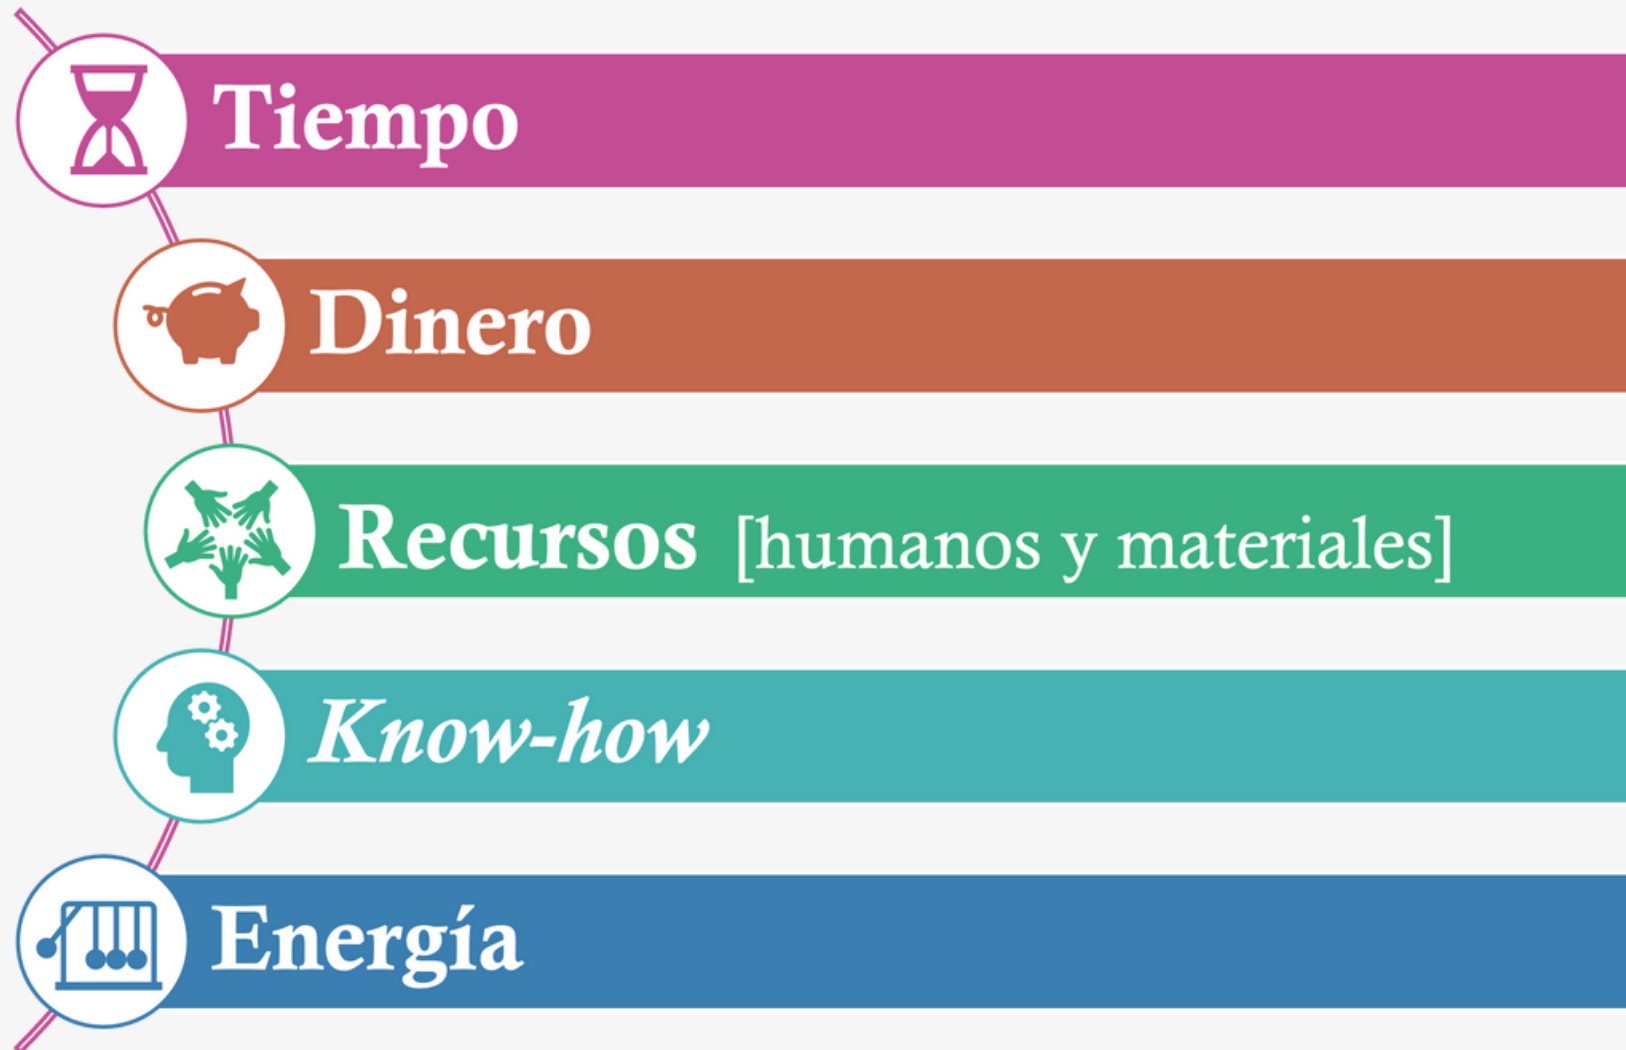 Tiempo
Dinero
Recursos [humanos y materiales]
Know-how
Energía